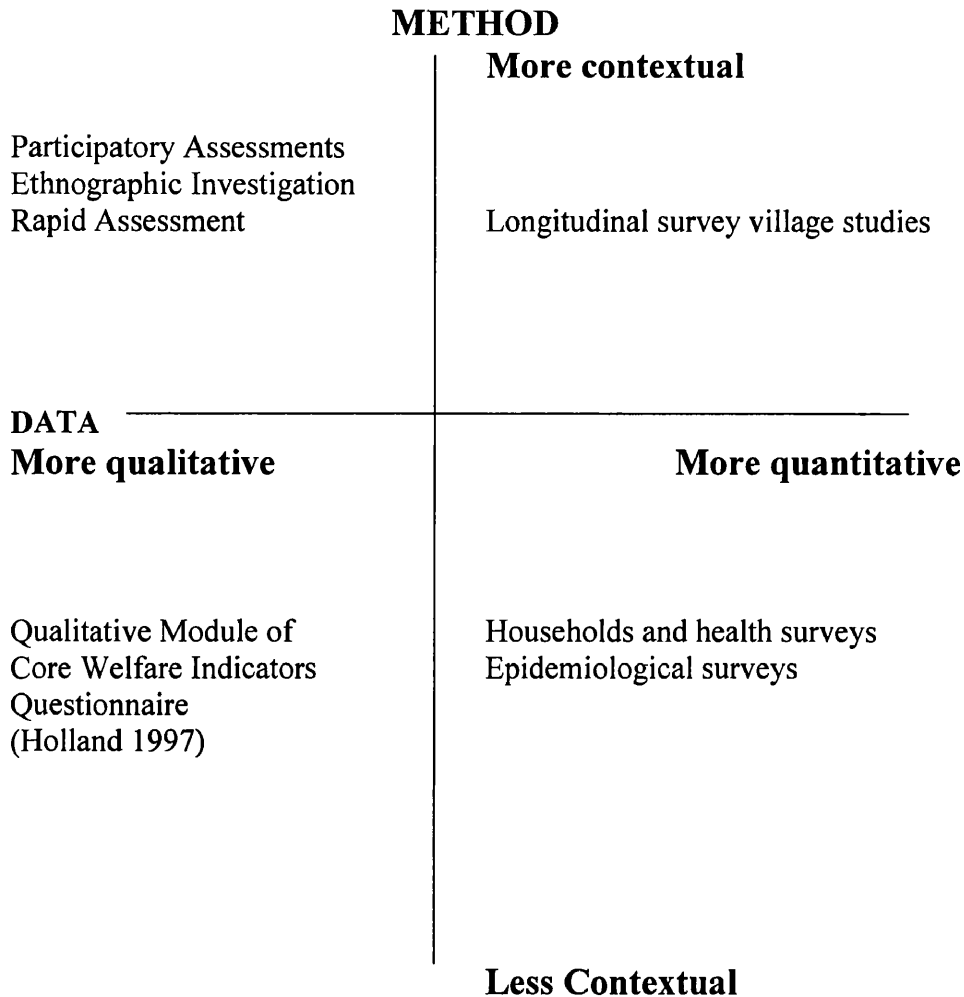 METHOD
More contextual
Participatory Assessments
Ethnographic Investigation
Rapid Assessment
Longitudinal survey village studies
DATA
More qualitative
More quantitative
Qualitative Module of
Core Welfare Indicators
Questionnaire
(Holland 1997)
Households and health surveys
Epidemiological surveys
Less Contextual